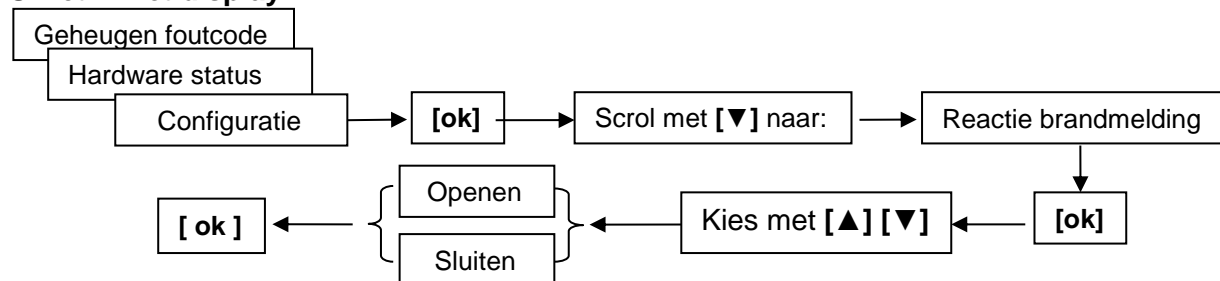 Geheugen foutcode
Hardware status
Configuratie
[ok]
Scrol met [▼] naar:
Reactie brandmelding
[ok]
Kies met [▲] [▼]
Openen
Sluiten
[ ok ]